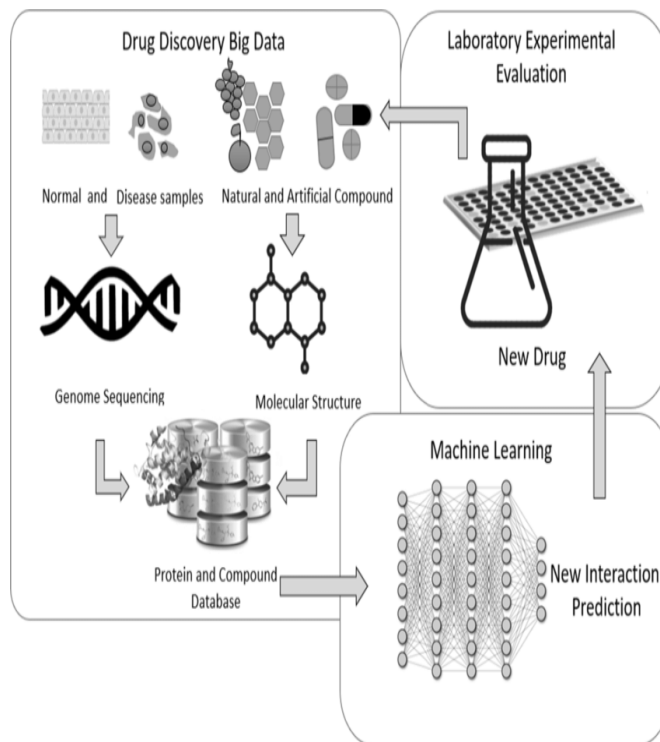 Drug Discovery Big Data
Normal and Disease samples
Natural and Artificial Compound
Genome Sequencing
Molecular Structure
Protein and Compound
Database
Machine Learning
New Interaction
Prediction
Laboratory Experimental
Evaluation
New Drug